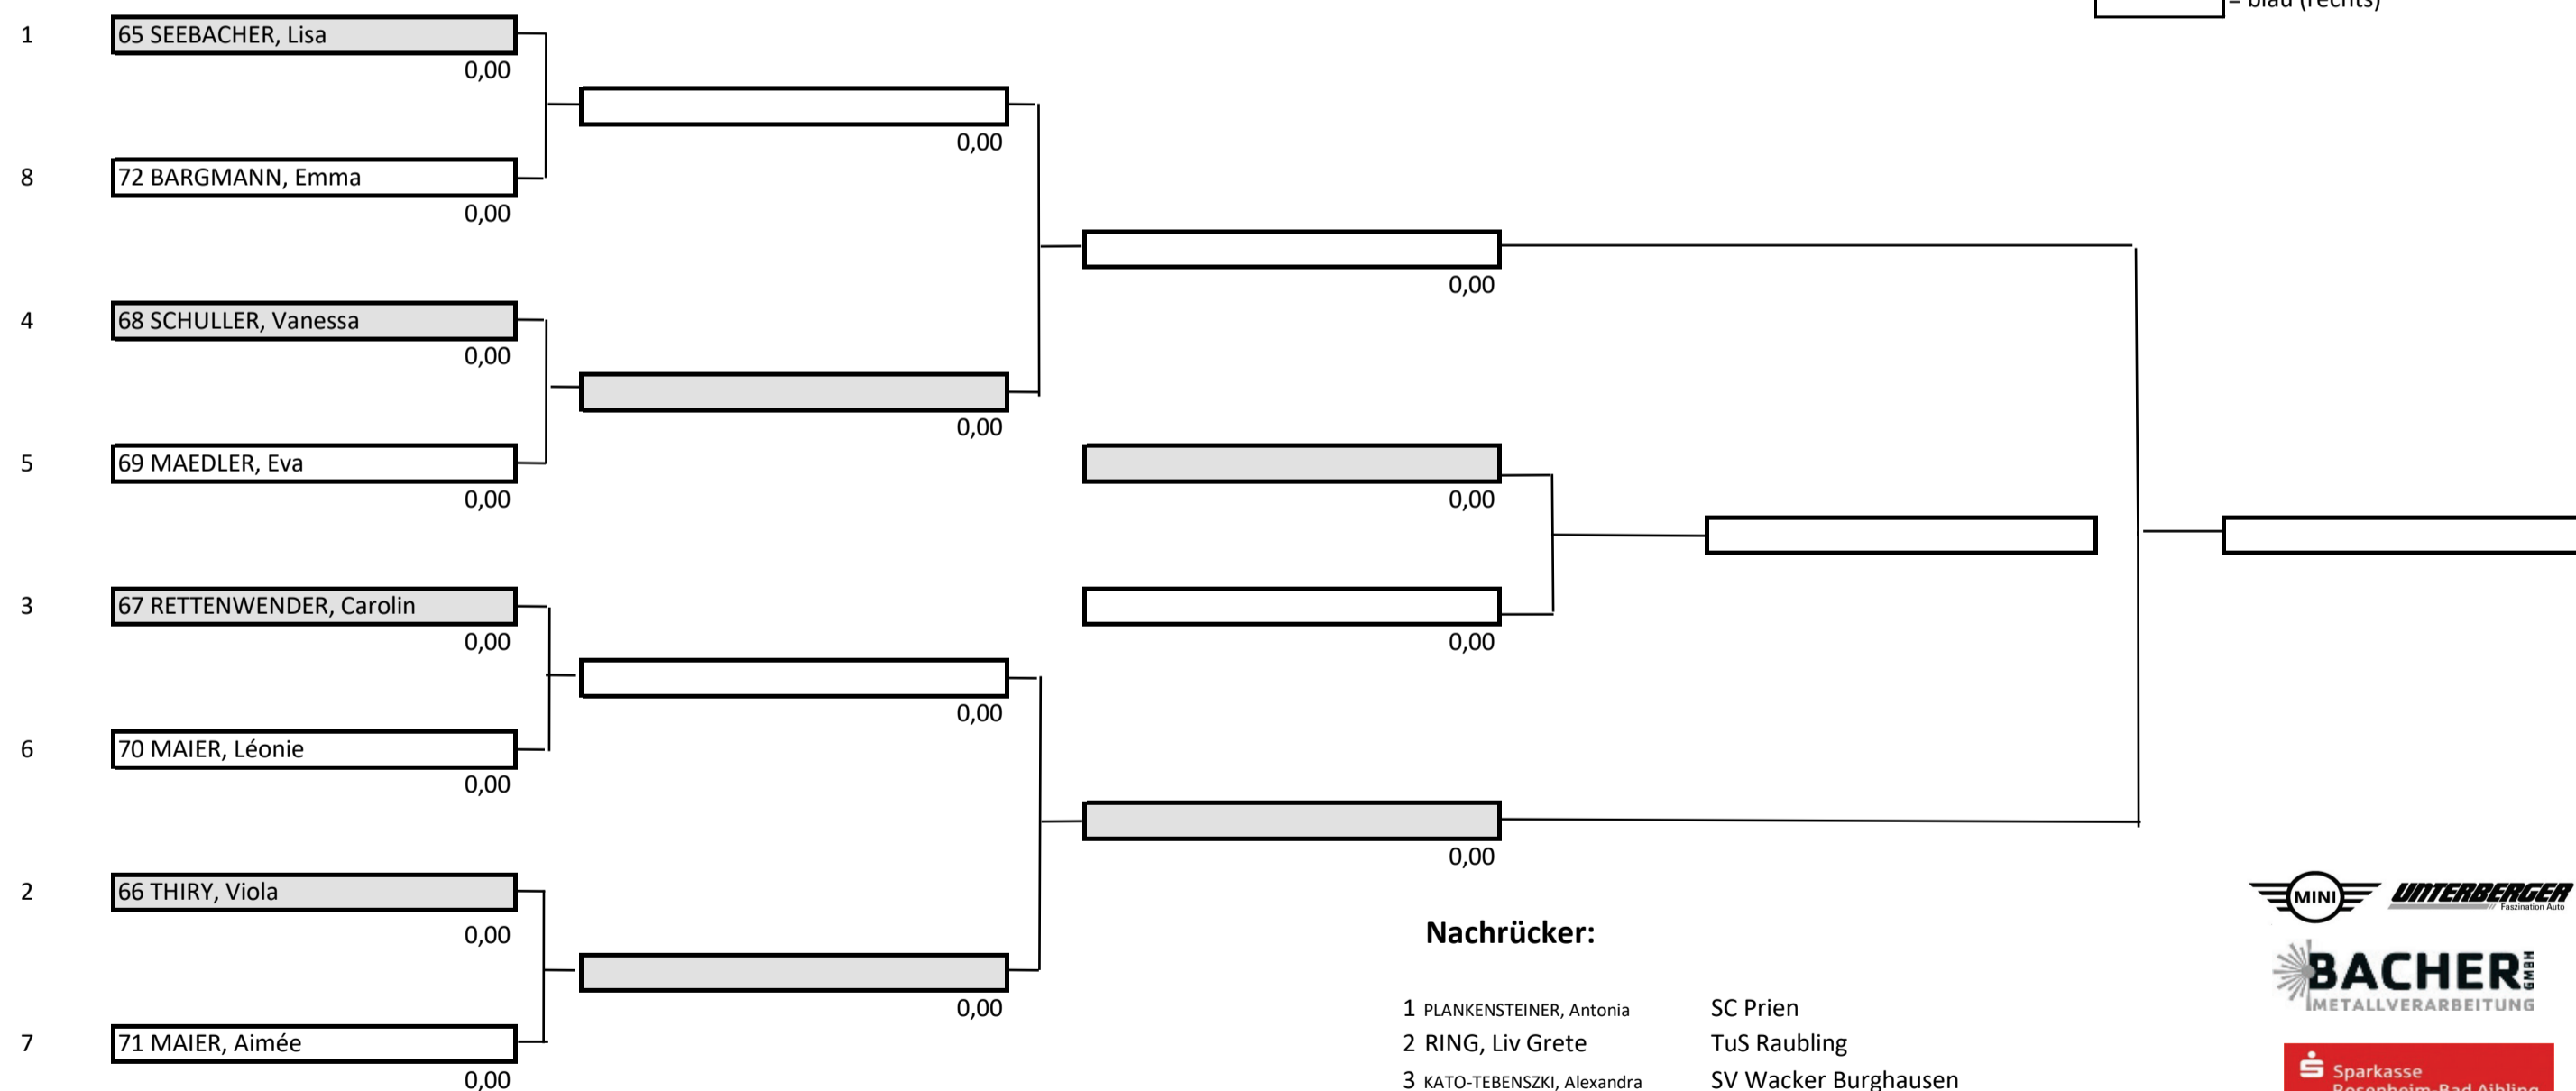 = blau (rechts)
1 65 SEEBACHER, Lisa
0,00
0,00
8 72 BARGMANN, Emma
0,00
0,00
4 68 SCHULLER, Vanessa
0,00
0,00
5 69 MAEDLER, Eva
0,00 0,00
3 67 RETTENWENDER, Carolin
0,00 0,00
0,00
6 70 MAIER, Léonie
0,00
0,00
2 66 THIRY, Viola
0,00
0,00
7 71 MAIER, Aimée
0,00
Nachrücker:
1 PLANKENSTEINER, Antonia SC Prien
2 RING, Liv Grete TuS Raubling
3 KATO-TEBENSZKI, Alexandra SV Wacker Burghausen
MINI
UNTERBERGER
Faszination Auto
BACHER GMBH
METALLVERARBEITUNG
Sparkasse
Rosenheim-Bad Aibling